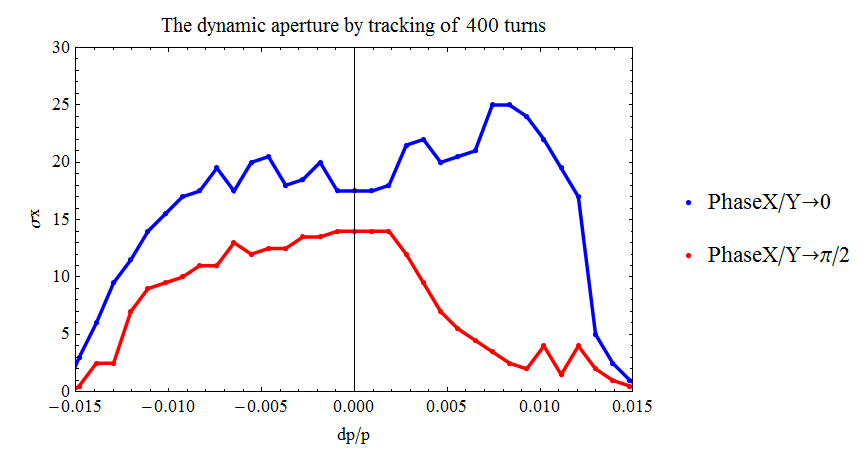 The dynamic aperture by tracking of 400 turns
30
25
20
15
10
5
0
σx
−0.015 −0.010 −0.005 0.000 0.005 0.010 0.015
dp/p
PhaseX/Y→0
PhaseX/Y→π/2